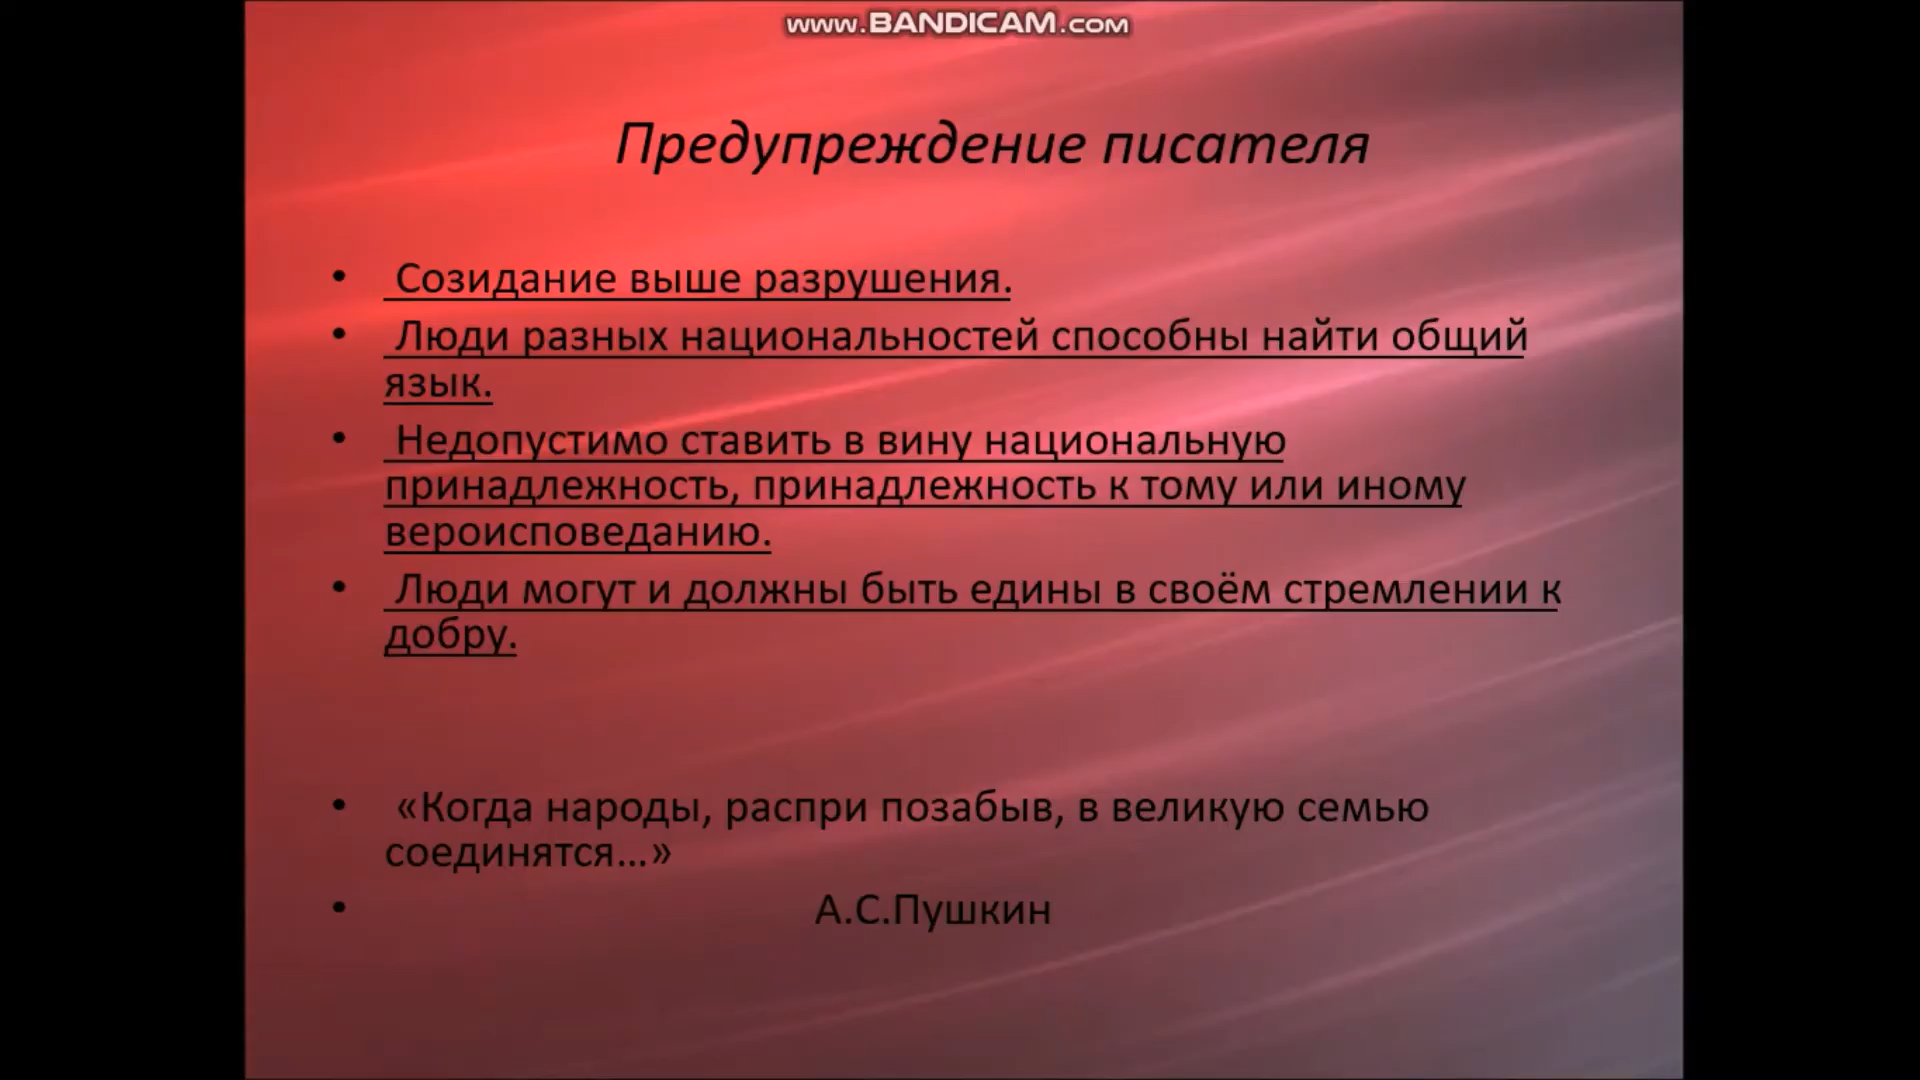 www.BANDICAM.com
Предупреждение писателя
• Созидание выше разрушения.
• Люди разных национальностей способны найти общий
язык.
• Недопустимо ставить в вину национальную
принадлежность, принадлежность к тому или иному
вероисповеданию.
• Люди могут и должны быть едины в своём стремлении к
добру.
• «Когда народы, распри позабыв, в великую семью
соединятся…»
• А.С.Пушкин